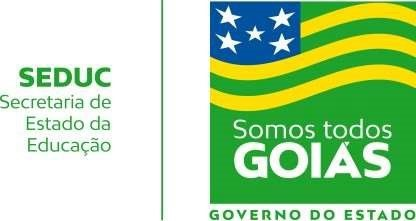 SEDUC
Secretaria de
Estado da
Educação
Somos todos
GOIÁS
GOVERNO DO ESTADO